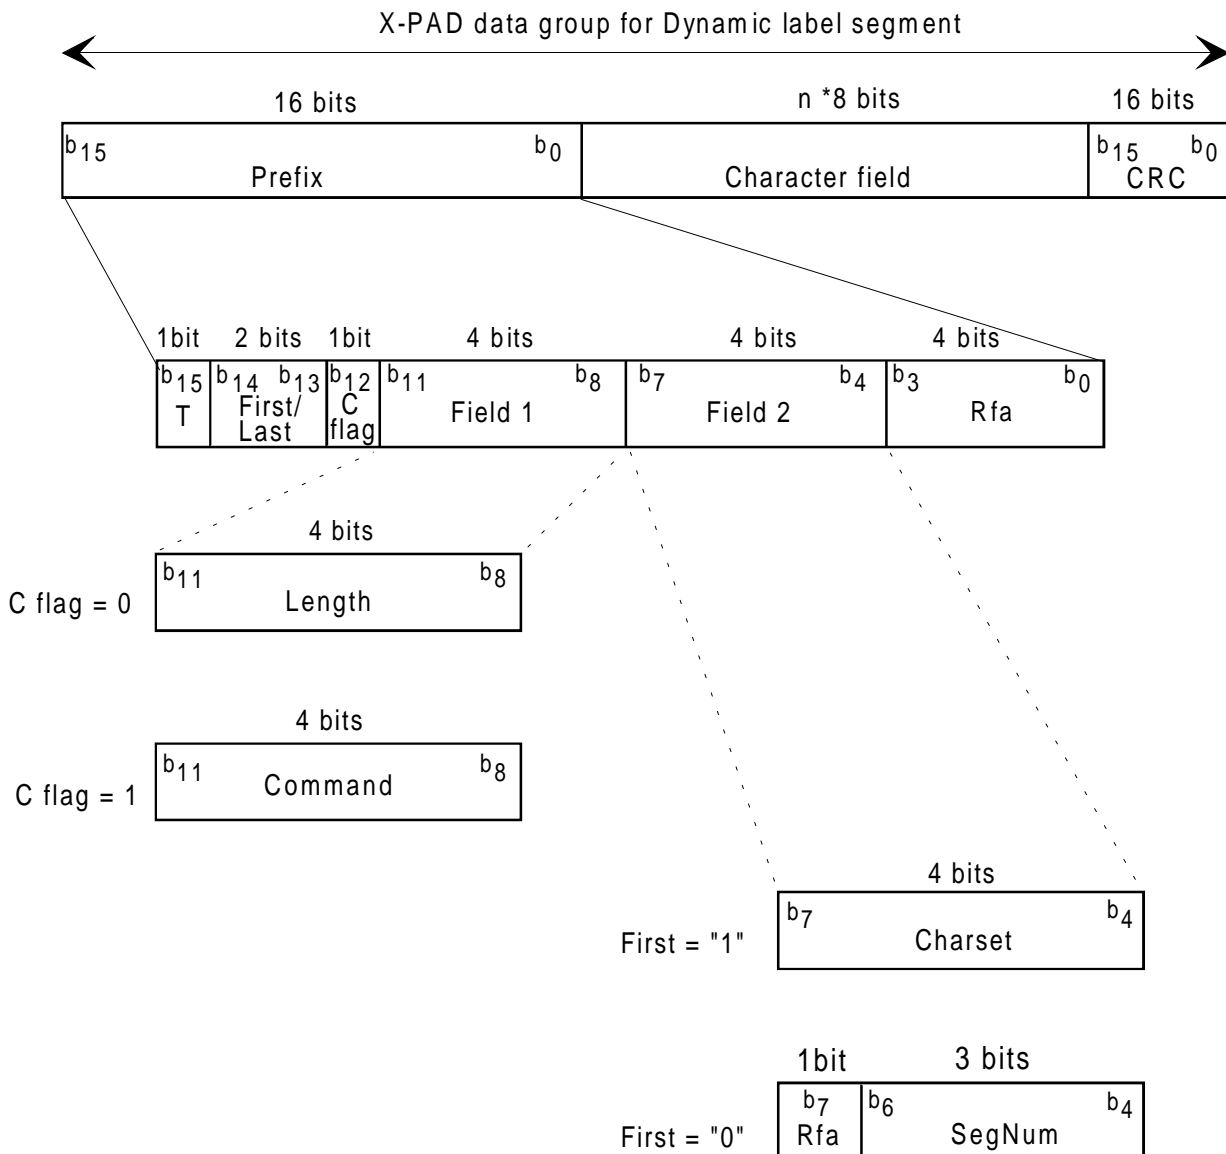 X-PAD data group for Dynamic label segment
16 bits n *8 bits 16 bits
b15 b0 b15 b0
Prefix Character field CRC
1bit 2 bits 1bit 4 bits 4 bits 4 bits
b15 b14 b13 b12 b11 b8 b7 b4 b3 b0
T First/ Last C flag Field 1 Field 2 Rfa
4 bits
b11 b8
C flag = 0 Length
4 bits
b11 b8
C flag = 1 Command
4 bits
b7 b4
First = "1" Charset
1bit 3 bits
b7 b6 b4
First = "0" Rfa SegNum